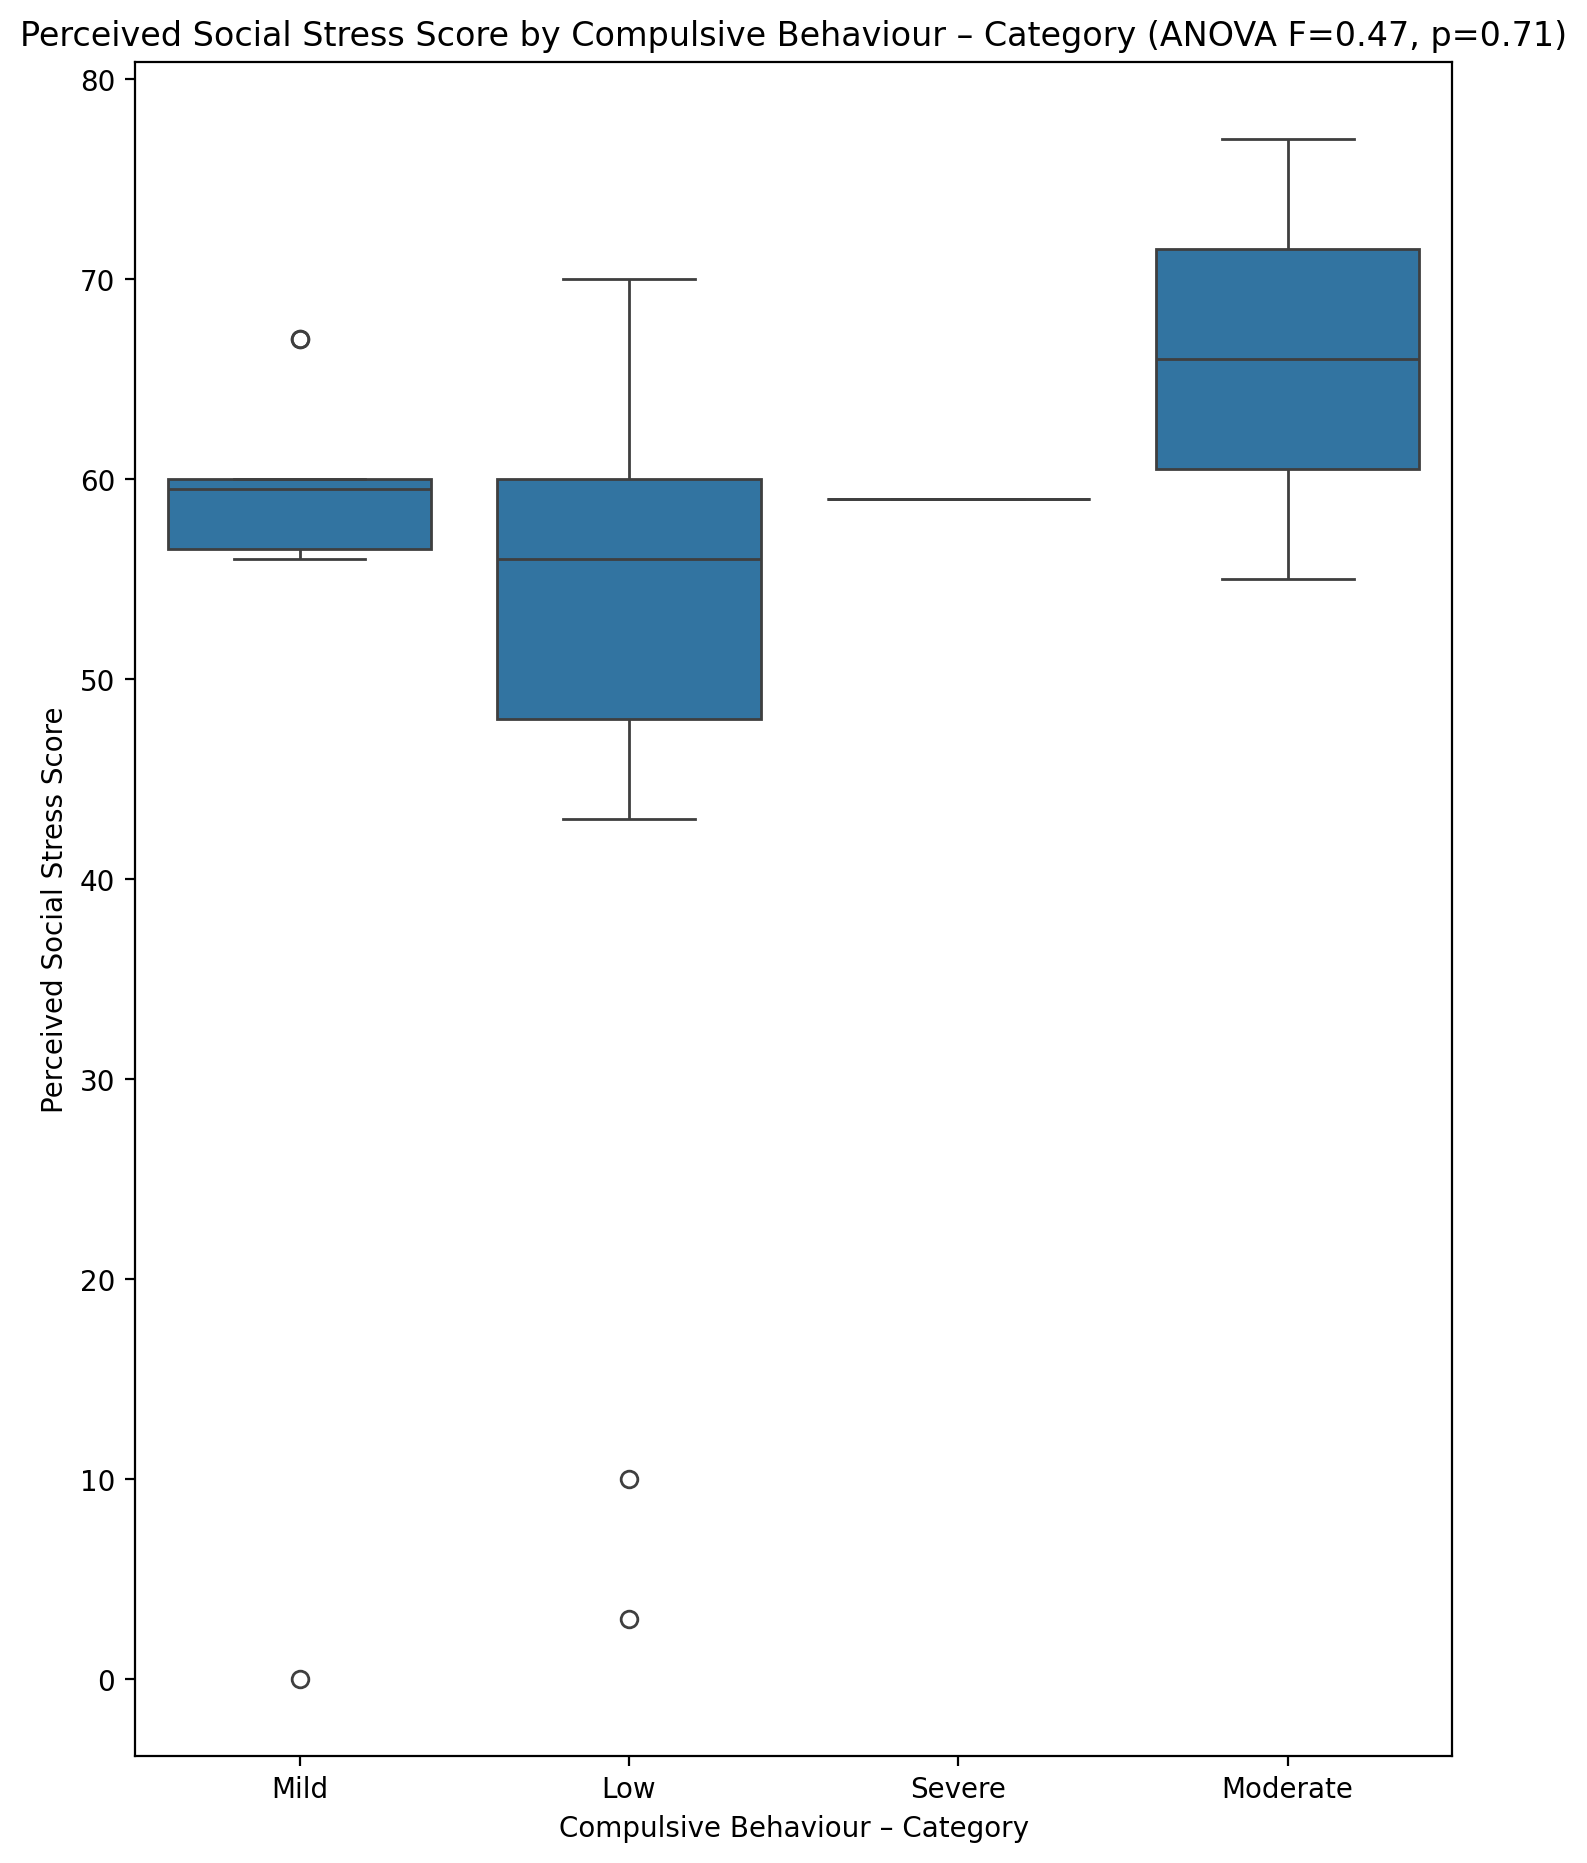 Perceived Social Stress Score by Compulsive Behaviour – Category (ANOVA F=0.47, p=0.71)
80
70
60
50
40
30
20
10
0
Perceived Social Stress Score
Mild Low Severe Moderate
Compulsive Behaviour – Category